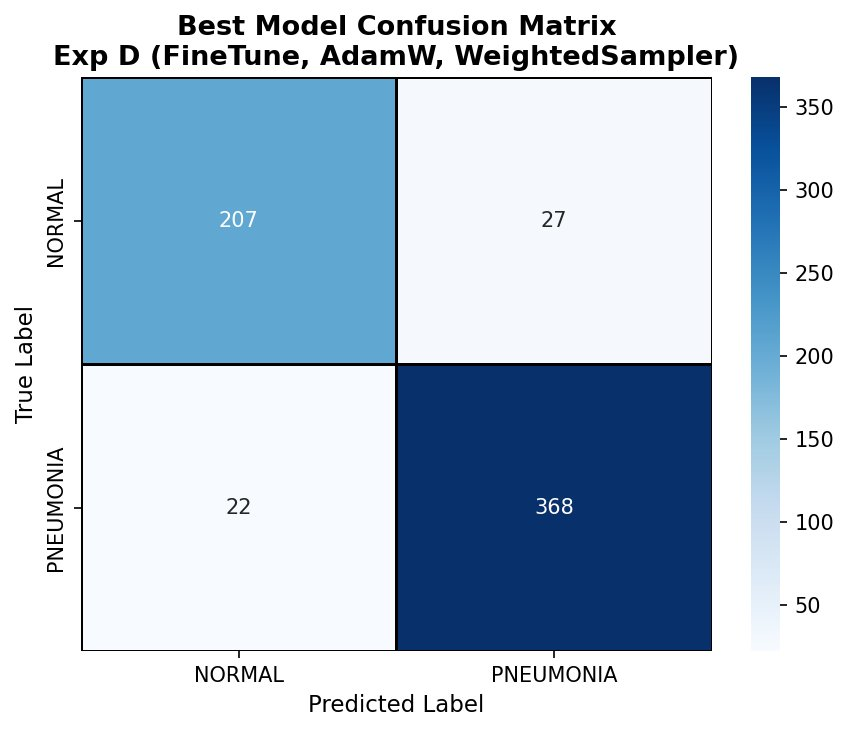 Best Model Confusion Matrix
Exp D (FineTune, AdamW, WeightedSampler)
True Label
NORMAL
PNEUMONIA
207
27
22
368
NORMAL
PNEUMONIA
Predicted Label
350
300
250
200
150
100
50